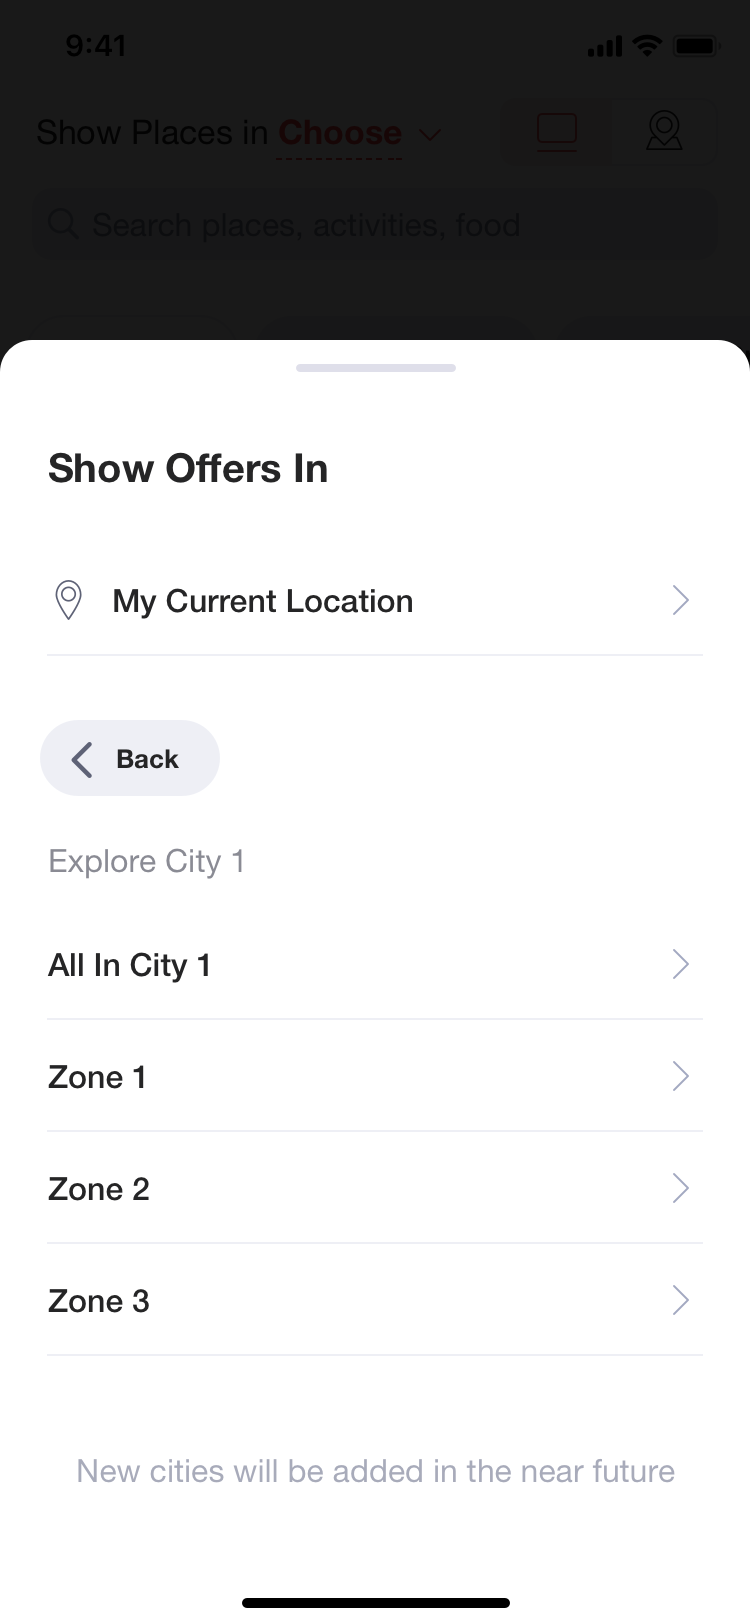 9:41
Show Places in Choose
Search places, activities, food
Show Offers In
My Current Location
Back
Explore City 1
All In City 1
Zone 1
Zone 2
Zone 3
New cities will be added in the near future